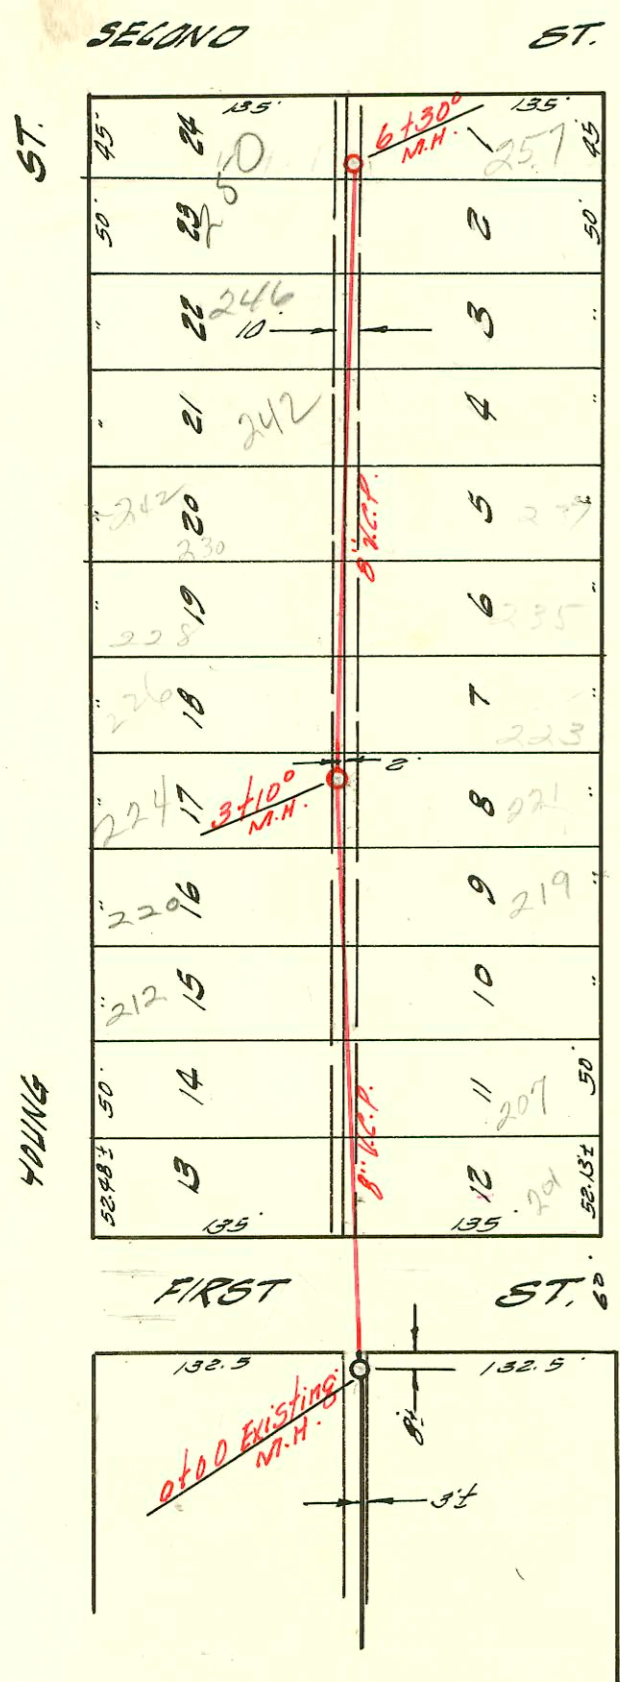 SECOND ST.
ST.
45' 24 135' 6+30° 135' 45'
M.H. 1 257
50' 23 2 50'
" 22 246 3 "
10'
" 21 242 4 "
" 242 20 5 "
230
" 19 6 235 "
228
226 18 7 "
223
2'
" 224 17 3+10° 8 221 "
M.H.
8" V.C.P.
" 220 16 9 219 "
" 212 15 10 "
YOUNG
50' 14 11 207 50'
8" V.C.P.
52.48± 13 12 201 52.13±
135' 135'
FIRST ST. 60'
132.5 132.5'
0+00 Existing
M.H.
8±
3±